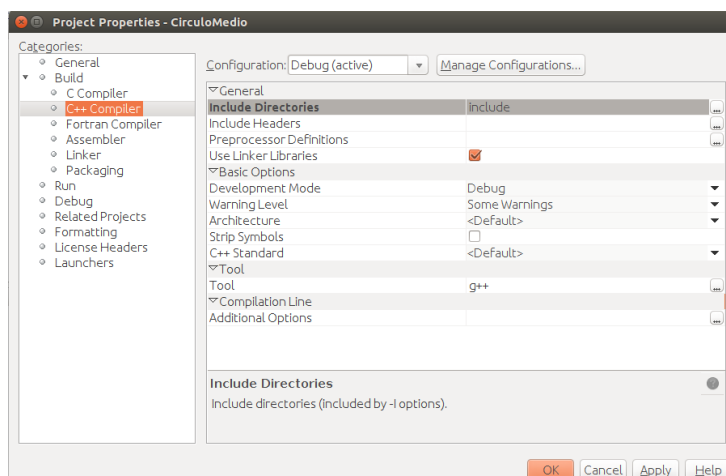 Project Properties - CirculoMedio
Categories:
General
Build
C Compiler
C++ Compiler
Fortran Compiler
Assembler
Linker
Packaging
Run
Debug
Related Projects
Formatting
License Headers
Launchers
Configuration: Debug (active) Manage Configurations...
General
Include Directories include ...
Include Headers ...
Preprocessor Definitions ...
Use Linker Libraries
Basic Options
Development Mode Debug
Warning Level Some Warnings
Architecture <Default>
Strip Symbols
C++ Standard <Default>
Tool
Tool g++ ...
Compilation Line
Additional Options ...
Include Directories ?
Include directories (included by -I options).
OK Cancel Apply Help